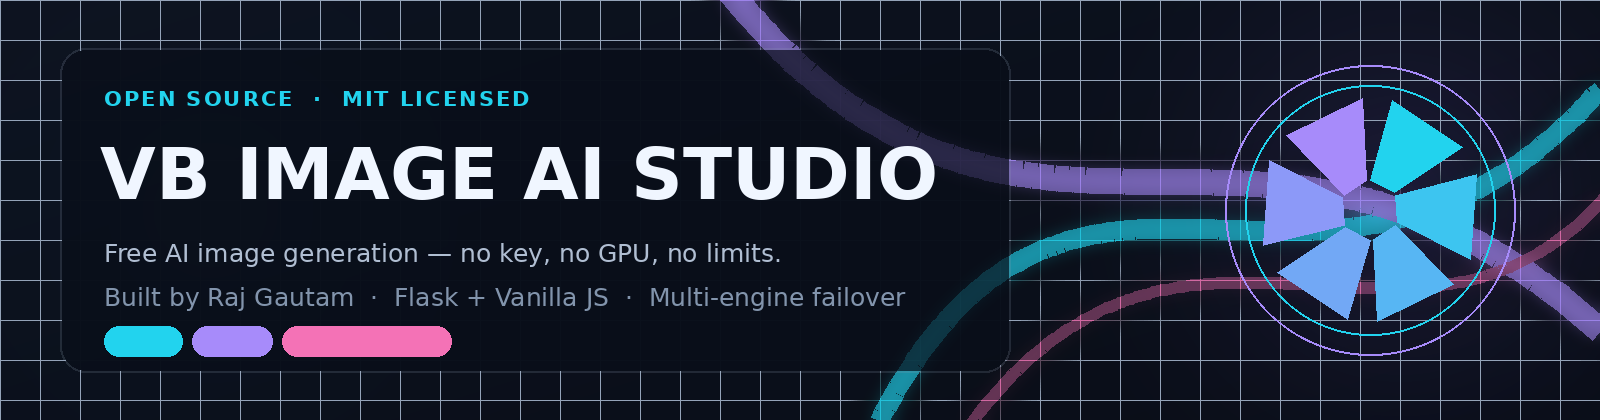 OPEN SOURCE · MIT LICENSED
VB IMAGE AI STUDIO
Free AI image generation — no key, no GPU, no limits.
Built by Raj Gautam · Flask + Vanilla JS · Multi-engine failover